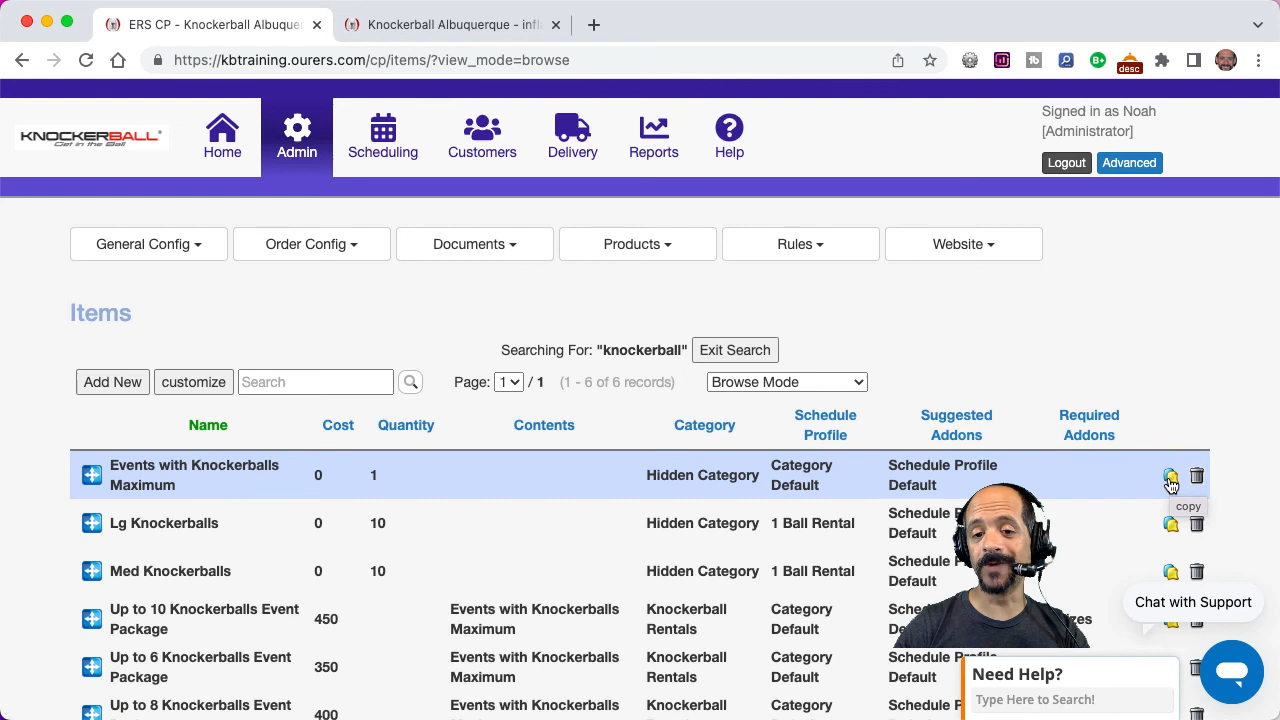 ERS CP - Knockerball Albuquer
Knockerball Albuquerque - infl
https://kbtraining.ourers.com/cp/items/?view_mode=browse
desc
KNOCKERBALL
Get in the Ball
Home
Admin
Scheduling
Customers
Delivery
Reports
Help
Signed in as Noah
[Administrator]
Logout
Advanced
General Config
Order Config
Documents
Products
Rules
Website
Items
Searching For: "knockerball" Exit Search
Add New
customize
Search
Page: 1 / 1 (1 - 6 of 6 records)
Browse Mode
Name
Cost
Quantity
Contents
Category
Schedule
Profile
Suggested
Addons
Required
Addons
Events with Knockerballs
Maximum
0
1
Hidden Category
Category
Default
Schedule Profile
Default
copy
Lg Knockerballs
0
10
Hidden Category
1 Ball Rental
Schedule
Default
Med Knockerballs
0
10
Hidden Category
1 Ball Rental
Schedule
Default
Up to 10 Knockerballs Event
Package
450
Events with Knockerballs
Maximum
Knockerball
Rentals
Category
Default
Up to 6 Knockerballs Event
Package
350
Events with Knockerballs
Maximum
Knockerball
Rentals
Category
Default
Schedule Profile
Default
Up to 8 Knockerballs Event
400
Events with Knockerballs
Knockerball
Category
Schedule
Chat with Support
Need Help?
Type Here to Search!